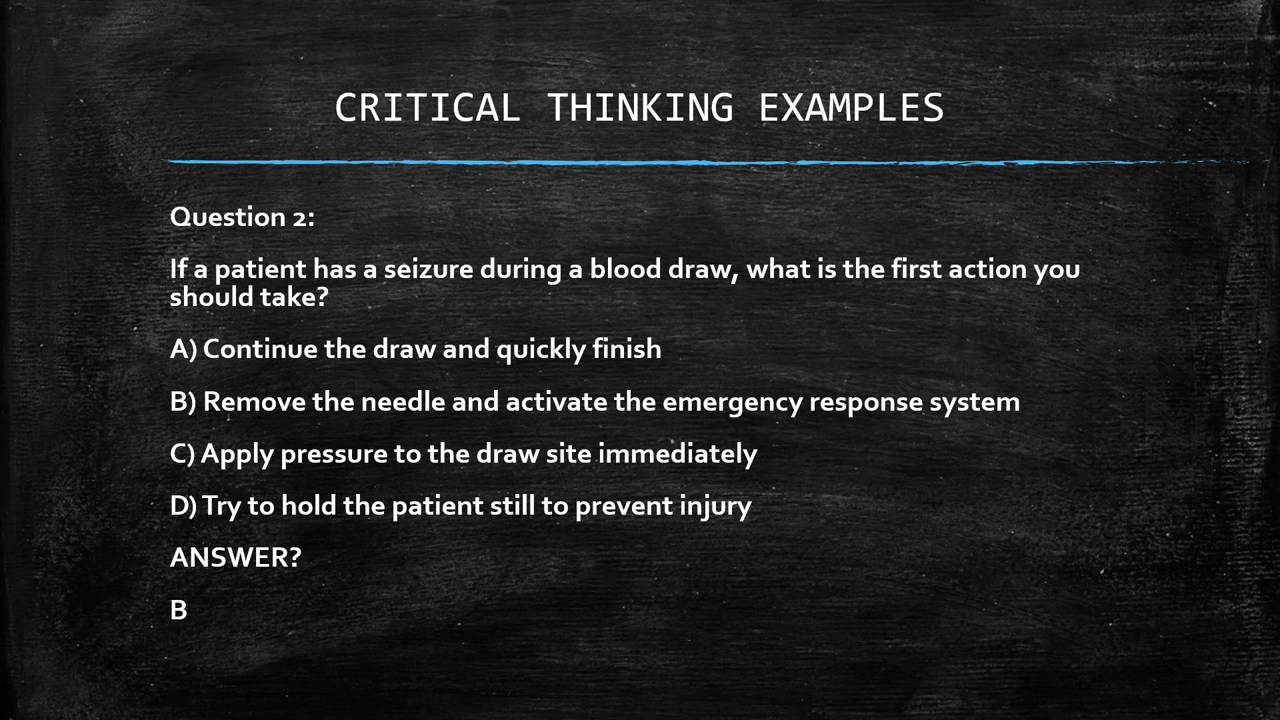 CRITICAL THINKING EXAMPLES
Question 2:
If a patient has a seizure during a blood draw, what is the first action you
should take?
A) Continue the draw and quickly finish
B) Remove the needle and activate the emergency response system
C) Apply pressure to the draw site immediately
D) Try to hold the patient still to prevent injury
ANSWER?
B